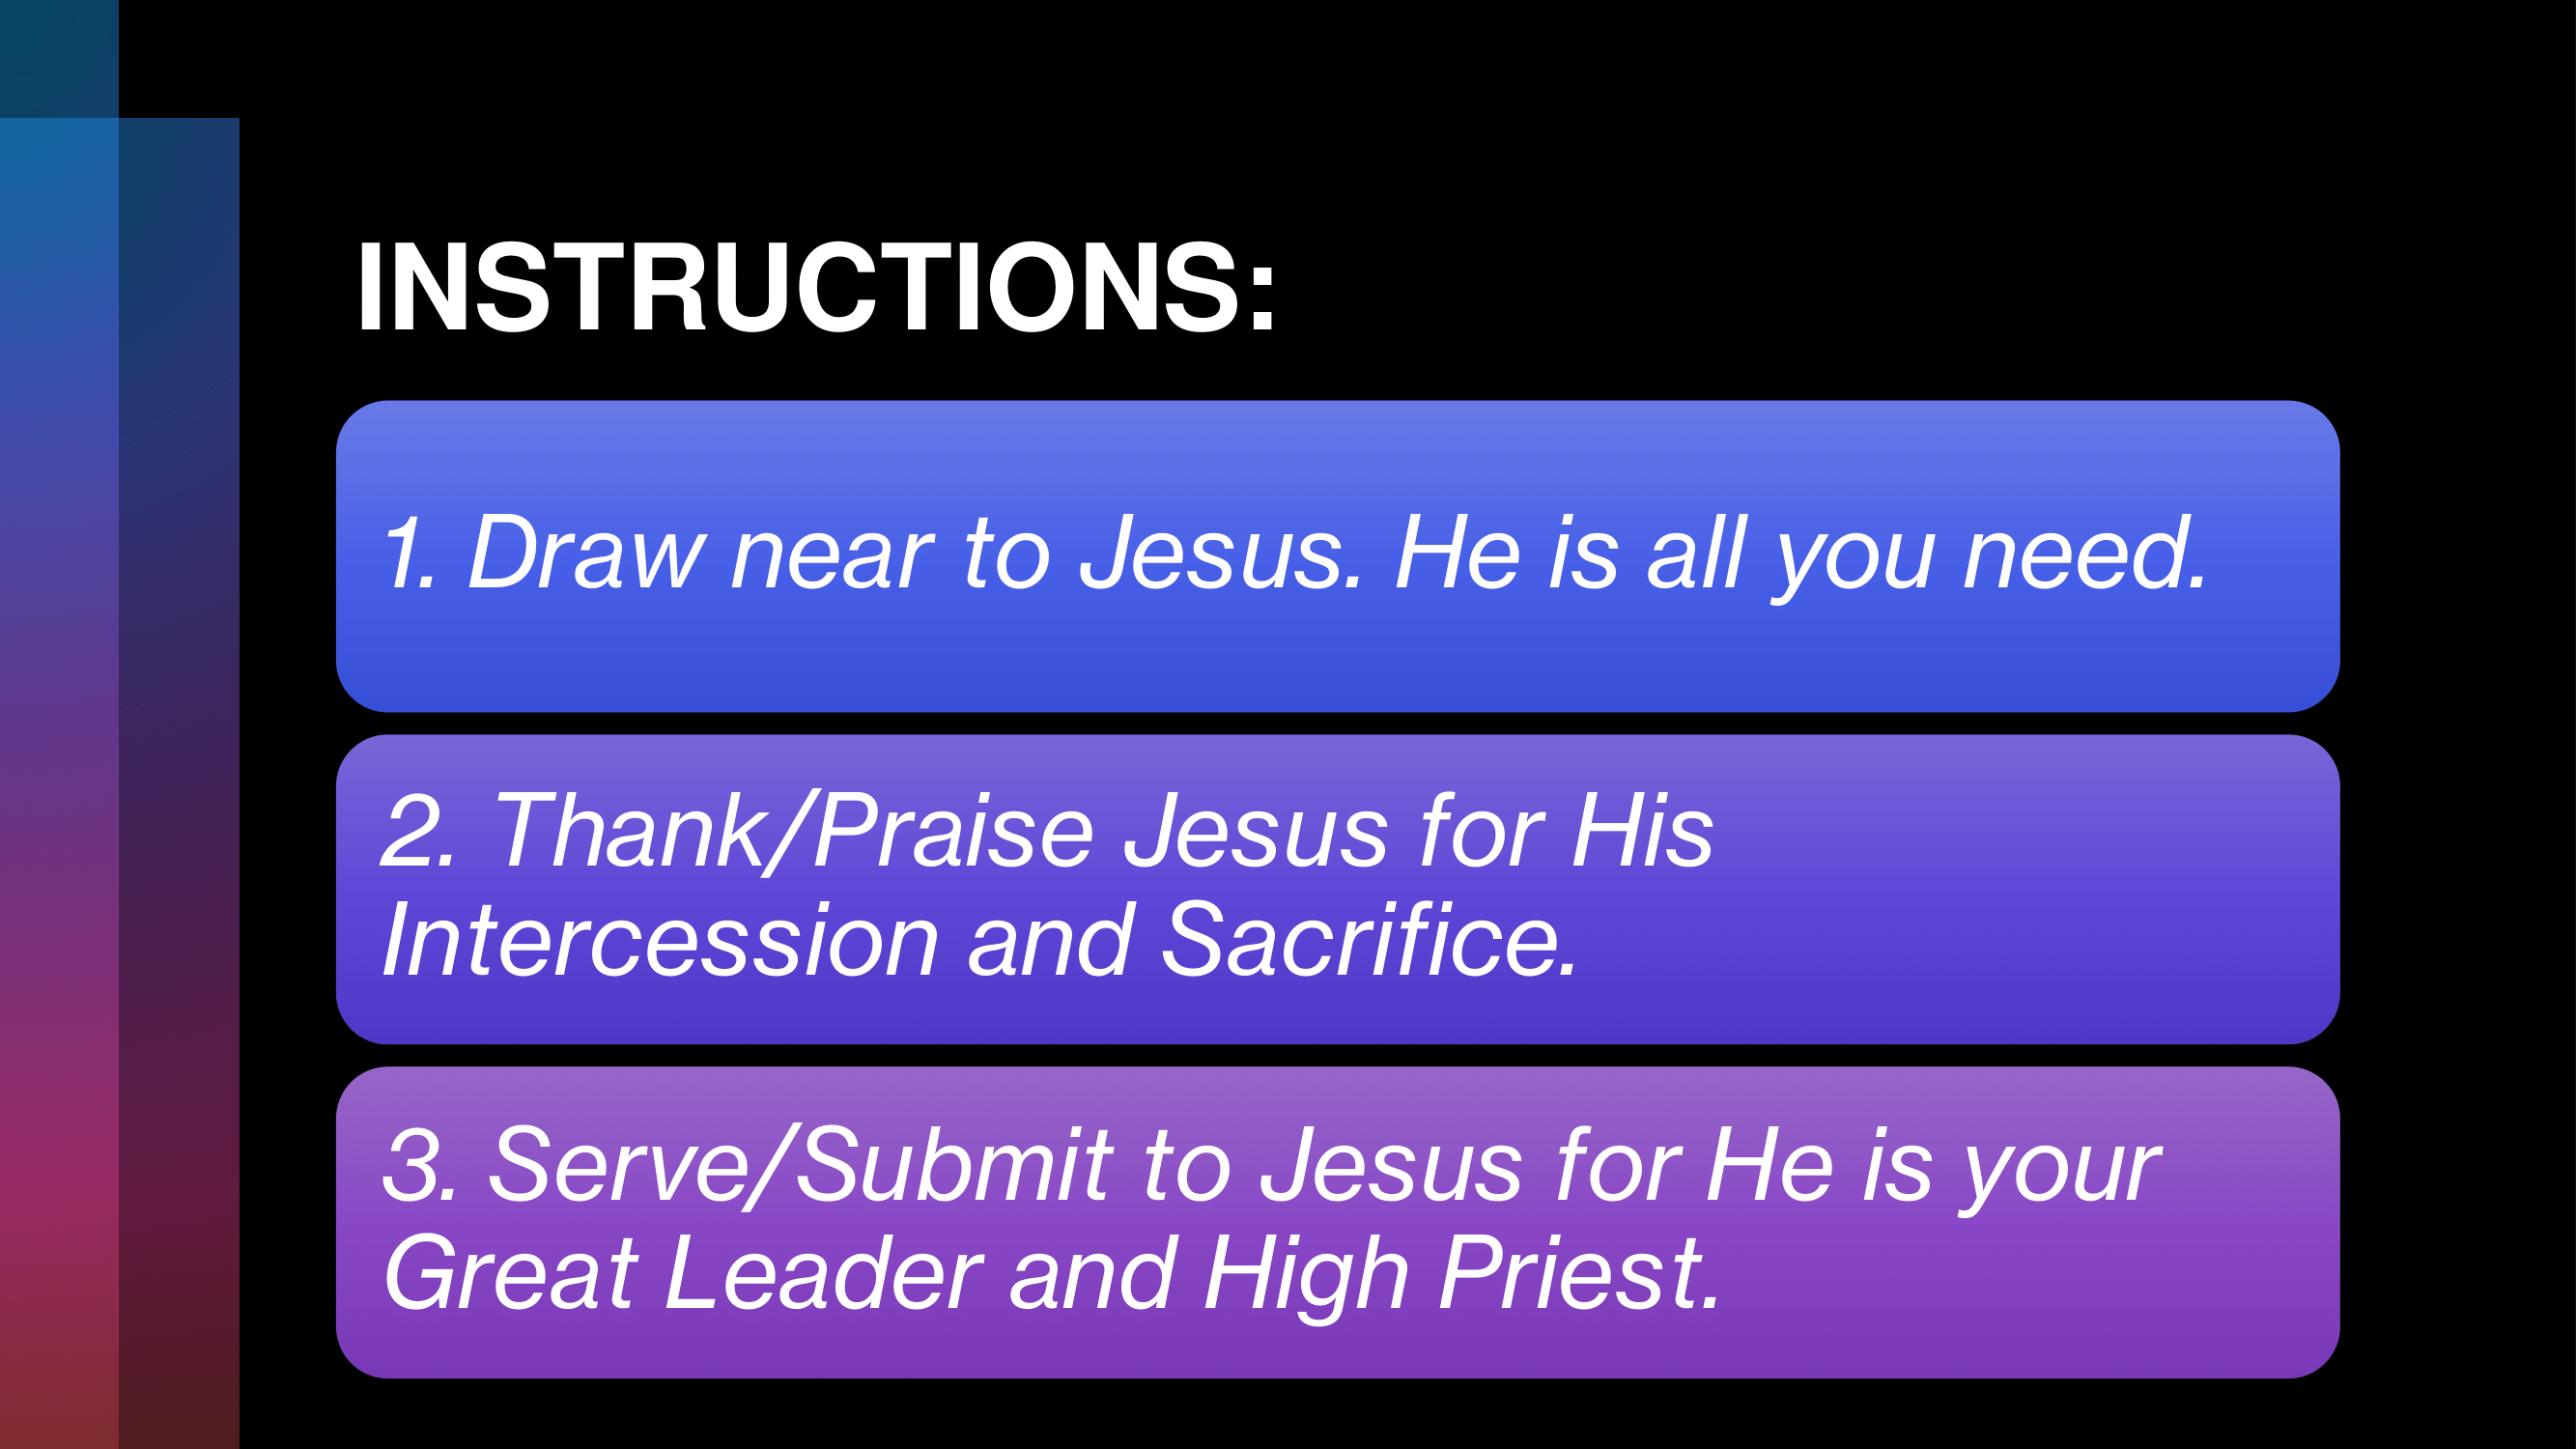 INSTRUCTIONS:
1. Draw near to Jesus. He is all you need.
2. Thank/Praise Jesus for His
Intercession and Sacrifice.
3. Serve/Submit to Jesus for He is your
Great Leader and High Priest.